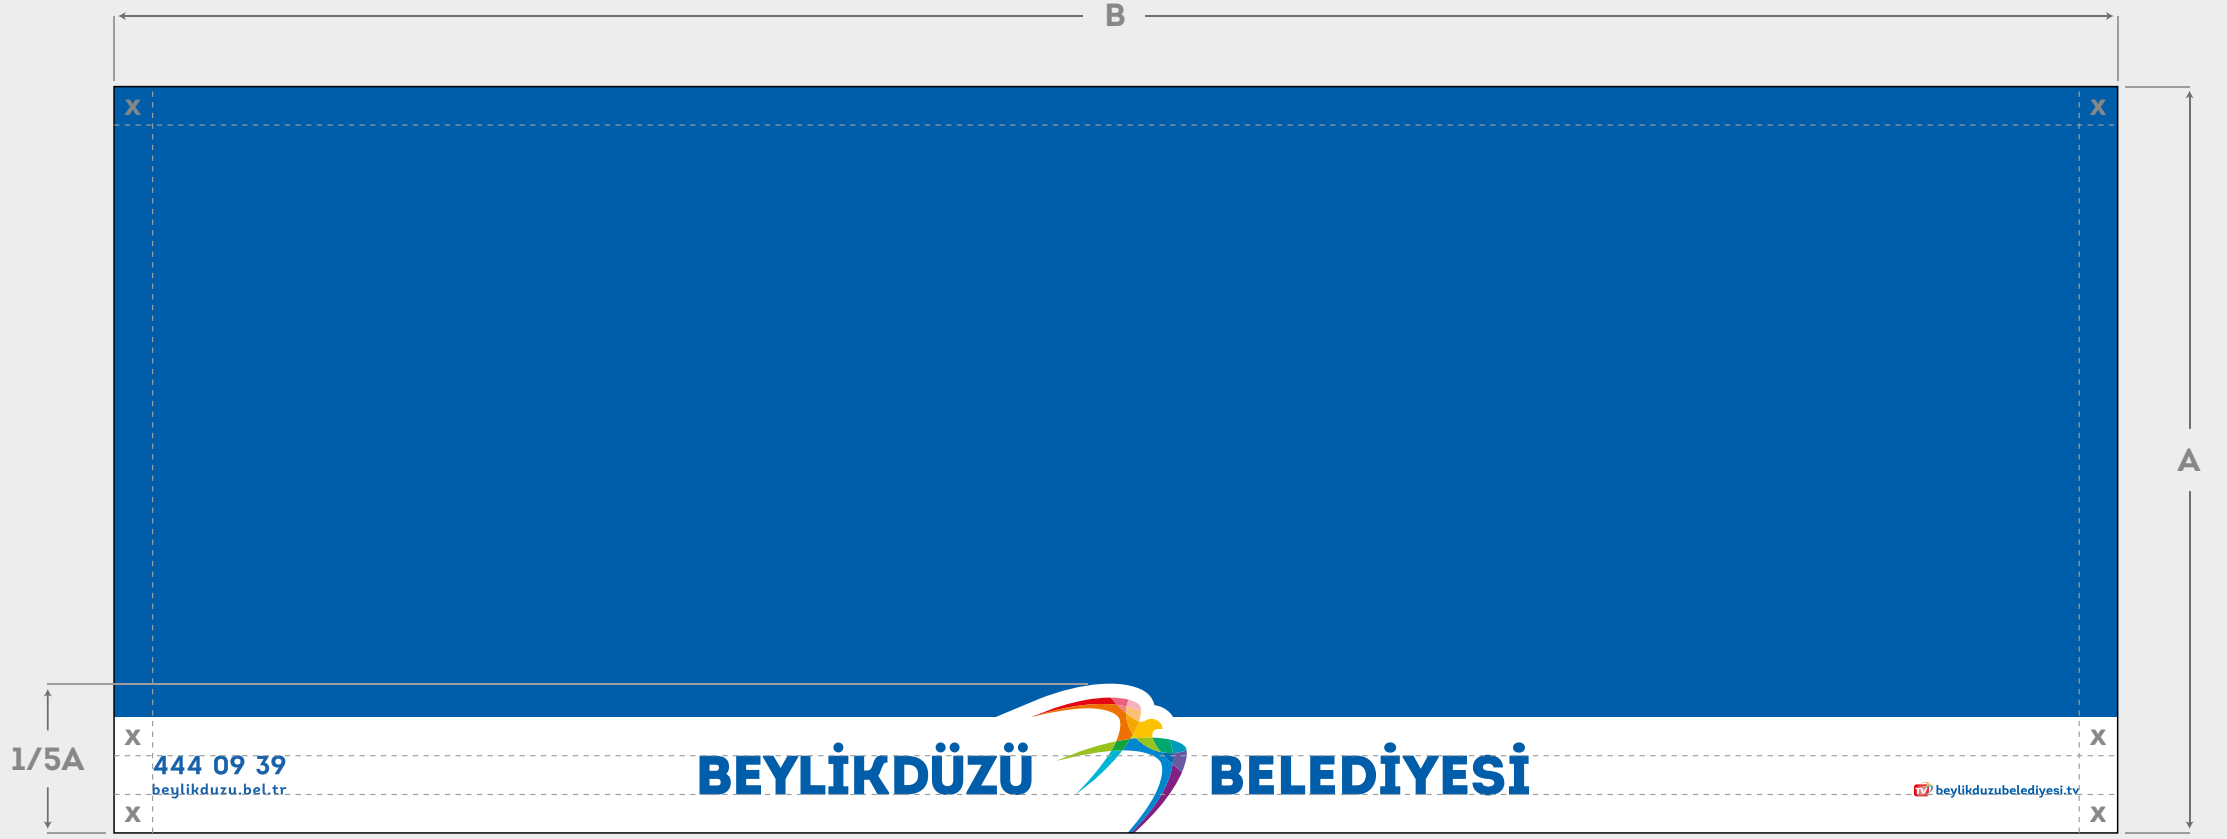 B
X X
A
X X
1/5A
444 09 39
beylikduzu.bel.tr
BEYLİKDÜZÜ BELEDİYESİ
TV beylikduzubelediyesi.tv
X X